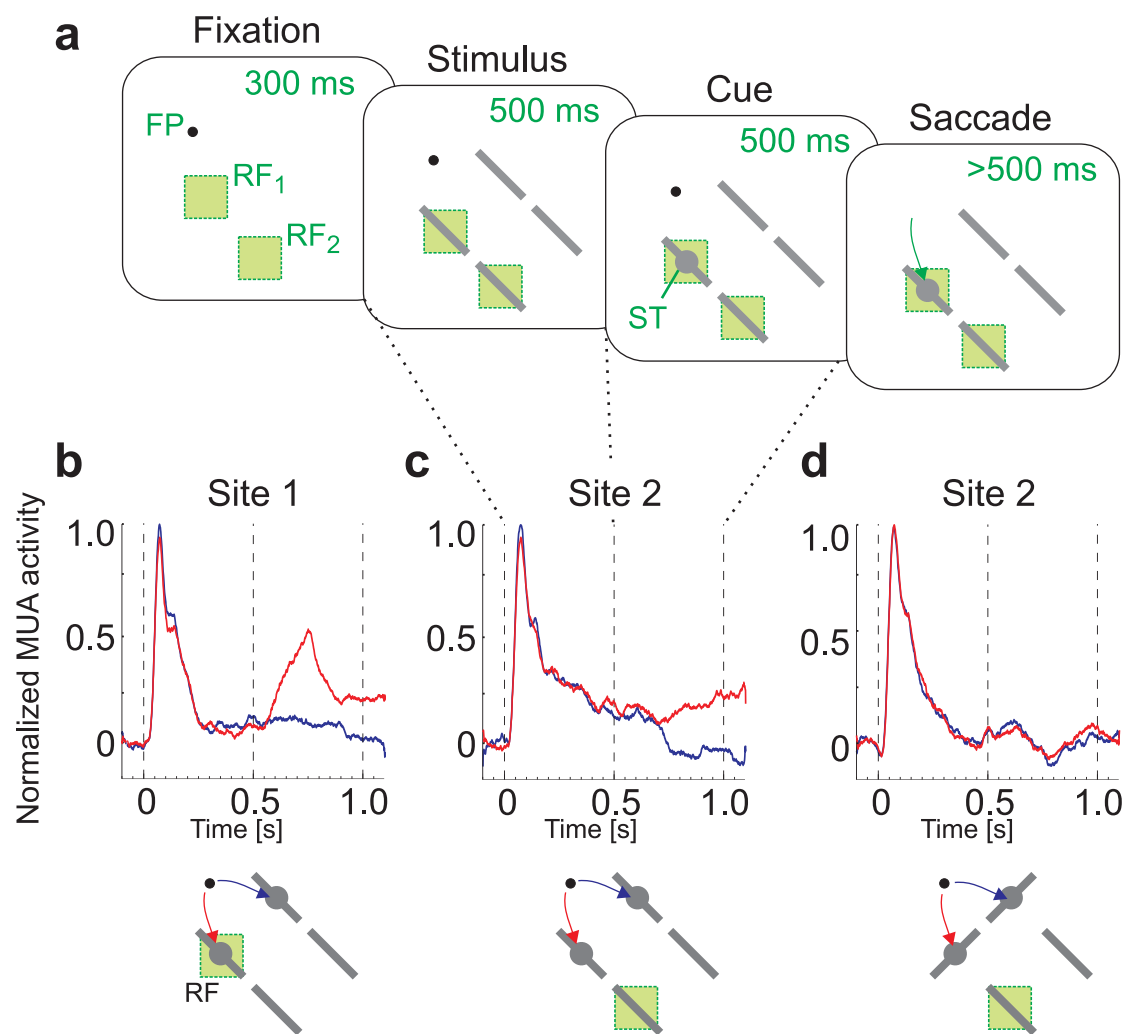 a
Fixation
Stimulus
Cue
Saccade
300 ms
500 ms
500 ms
>500 ms
FP
RF1
RF2
ST
b
c
d
Site 1
Site 2
Site 2
Normalized MUA activity
1.0
0.5
0
0
0.5
1.0
Time [s]
1.0
0.5
0
0
0.5
1.0
Time [s]
1.0
0.5
0
0
0.5
1.0
Time [s]
RF